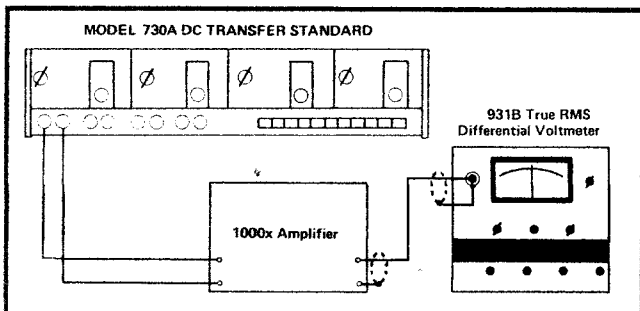 MODEL 730A DC TRANSFER STANDARD
931B True RMS
Differential Voltmeter
1000x Amplifier